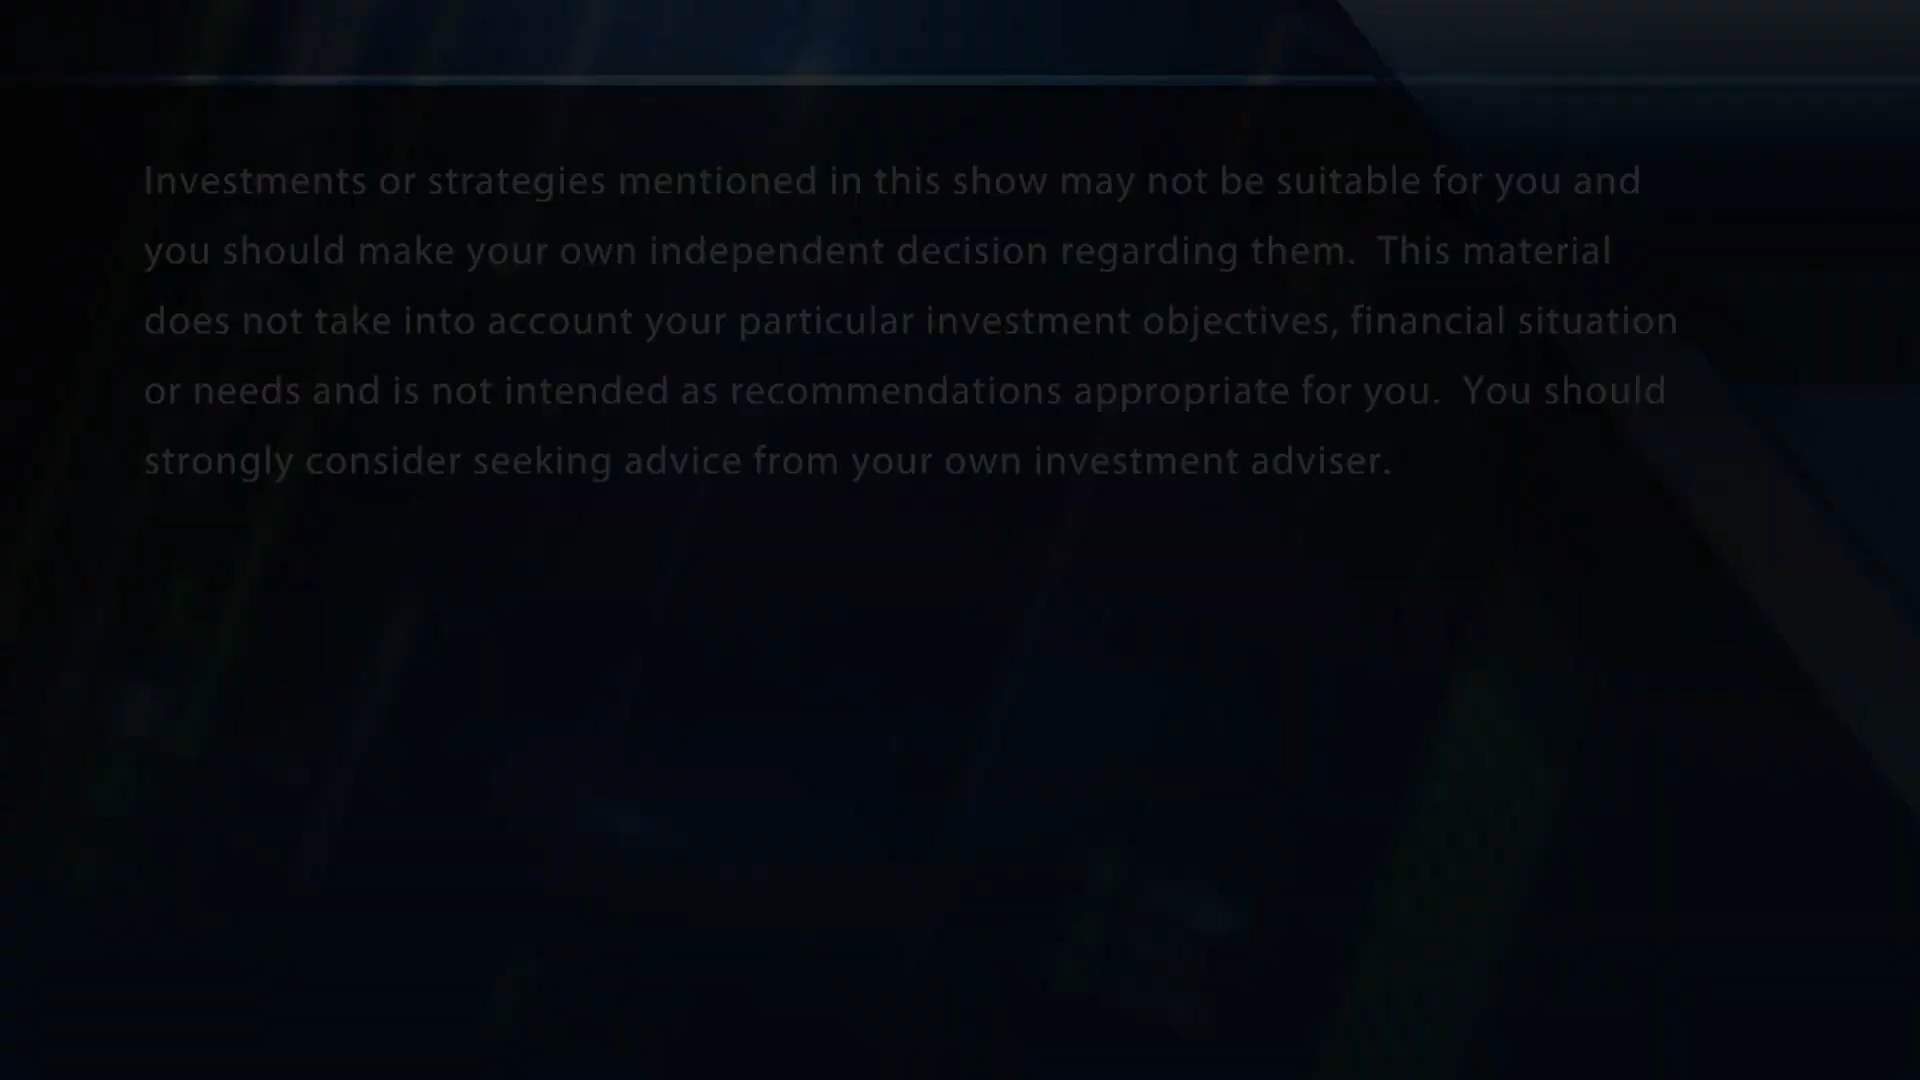 Investments or strategies mentioned in this show may not be suitable for you and
you should make your own independent decision regarding them.  This material
does not take into account your particular investment objectives, financial situation
or needs and is not intended as recommendations appropriate for you.  You should
strongly consider seeking advice from your own investment adviser.